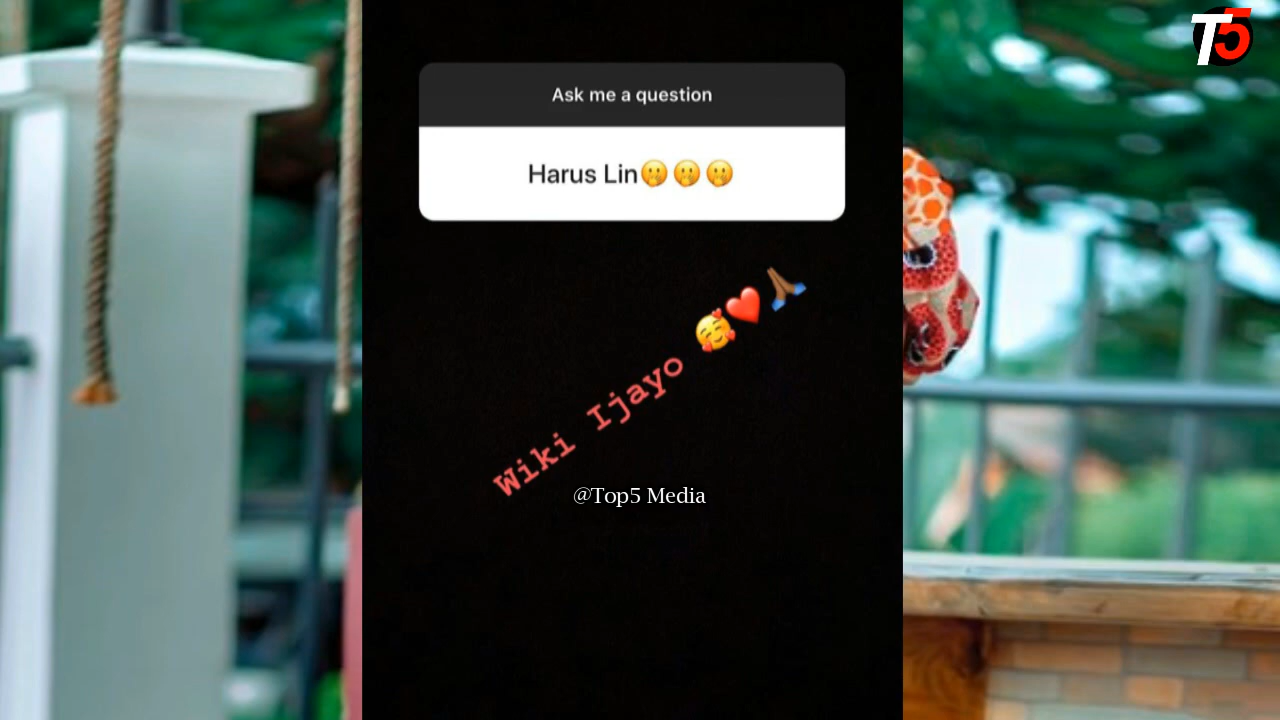 T5
Ask me a question
Harus Lin🫢🫢🫢
Wiki Ijayo 🥰❤️🙏🏾
@Top5 Media